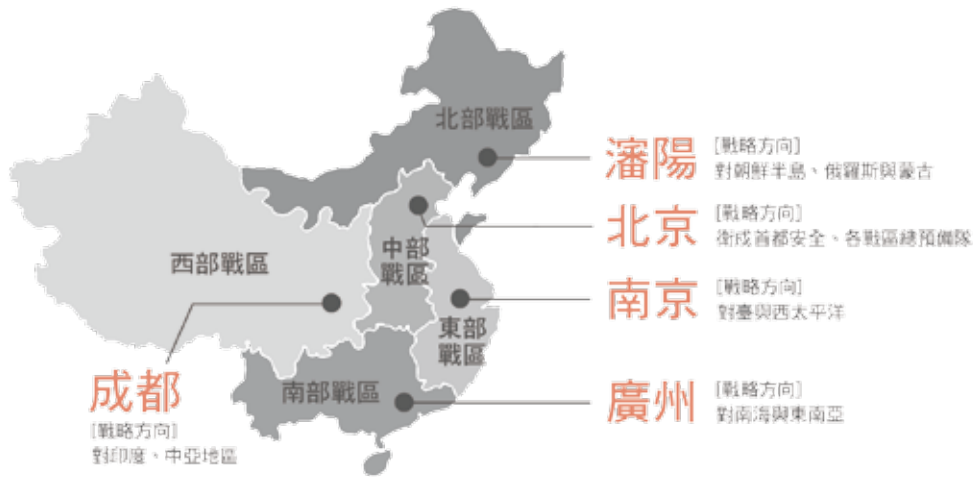 北部戰區
瀋陽
[戰略方向]
對朝鮮半島、俄羅斯與蒙古
北京
[戰略方向]
衛戍首都安全、各戰區總預備隊
中部
戰區
西部戰區
南京
[戰略方向]
對臺與西太平洋
東部
戰區
成都
[戰略方向]
對印度、中亞地區
南部戰區
廣州
[戰略方向]
對南海與東南亞